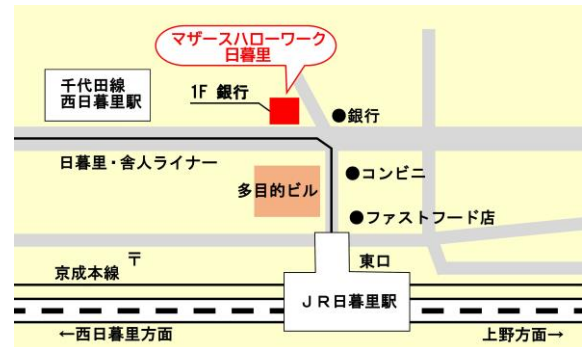 マザーズハローワーク
日暮里
千代田線
西日暮里駅
1F 銀行
●銀行
日暮里・舎人ライナー
●コンビニ
多目的ビル
●ファストフード店
〒
東口
京成本線
JR日暮里駅
←西日暮里方面
上野方面→